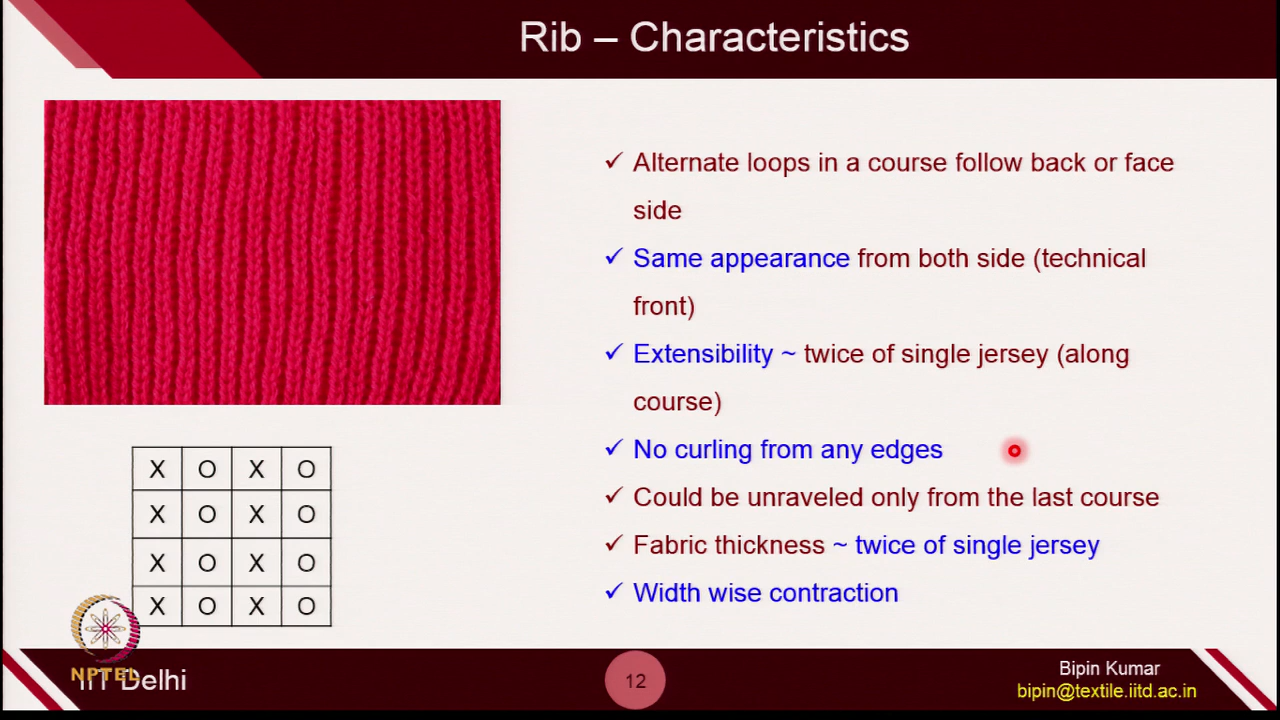 Rib – Characteristics
✓ Alternate loops in a course follow back or face
side
✓ Same appearance from both side (technical
front)
✓ Extensibility ~ twice of single jersey (along
course)
✓ No curling from any edges
✓ Could be unraveled only from the last course
✓ Fabric thickness ~ twice of single jersey
✓ Width wise contraction
X O X O
X O X O
X O X O
X O X O
NPTEL
IIT Delhi
12
Bipin Kumar
bipin@textile.iitd.ac.in